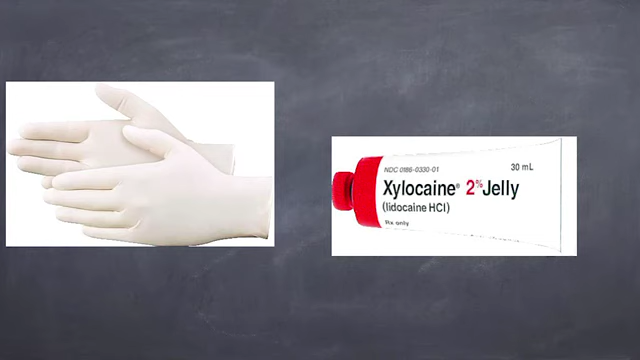 NDC 0186-0330-01
30 mL
Xylocaine® 2% Jelly
(lidocaine HCl)
Rx only